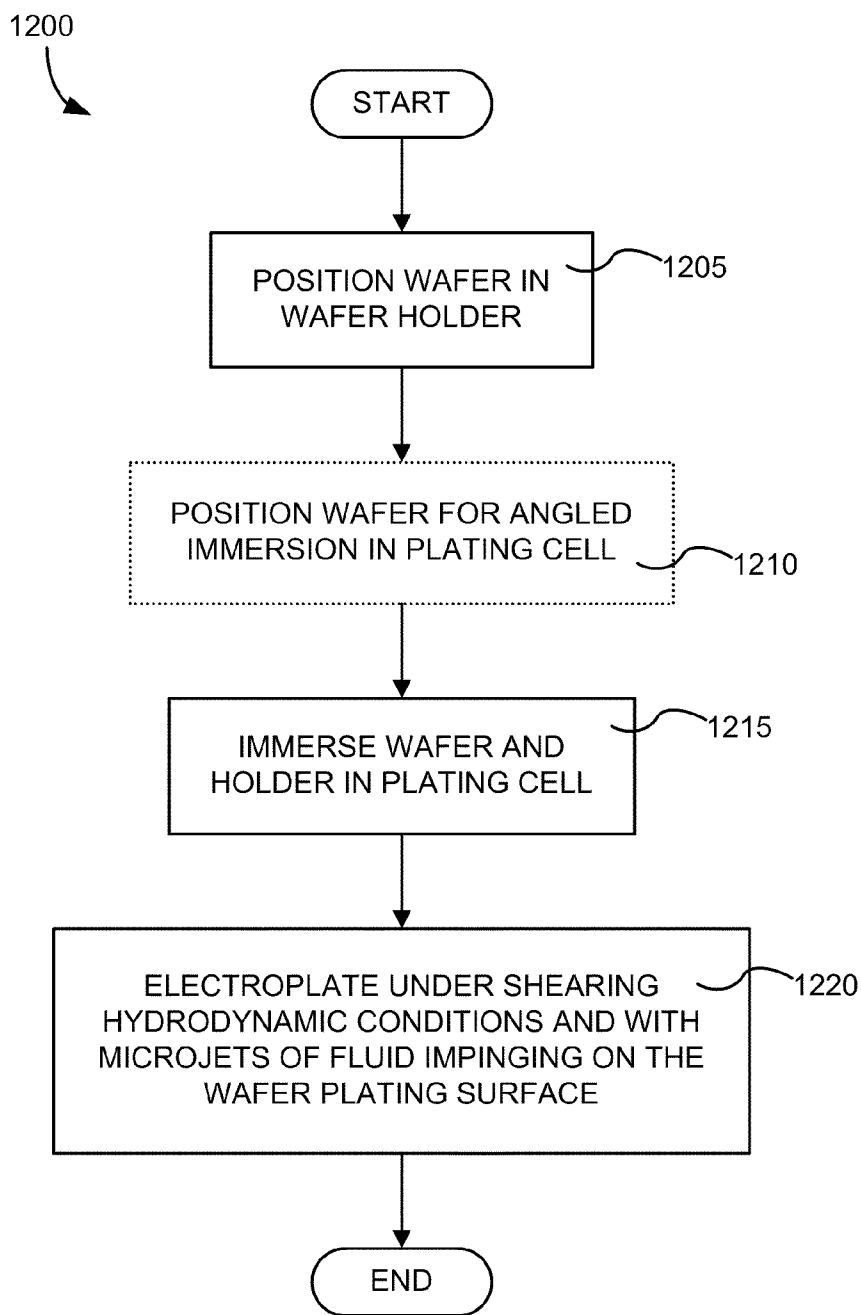 1200
START
POSITION WAFER IN
WAFER HOLDER
1205
POSITION WAFER FOR ANGLED
IMMERSION IN PLATING CELL
1210
IMMERSE WAFER AND
HOLDER IN PLATING CELL
1215
ELECTROPLATE UNDER SHEARING
HYDRODYNAMIC CONDITIONS AND WITH
MICROJETS OF FLUID IMPINGING ON THE
WAFER PLATING SURFACE
1220
END